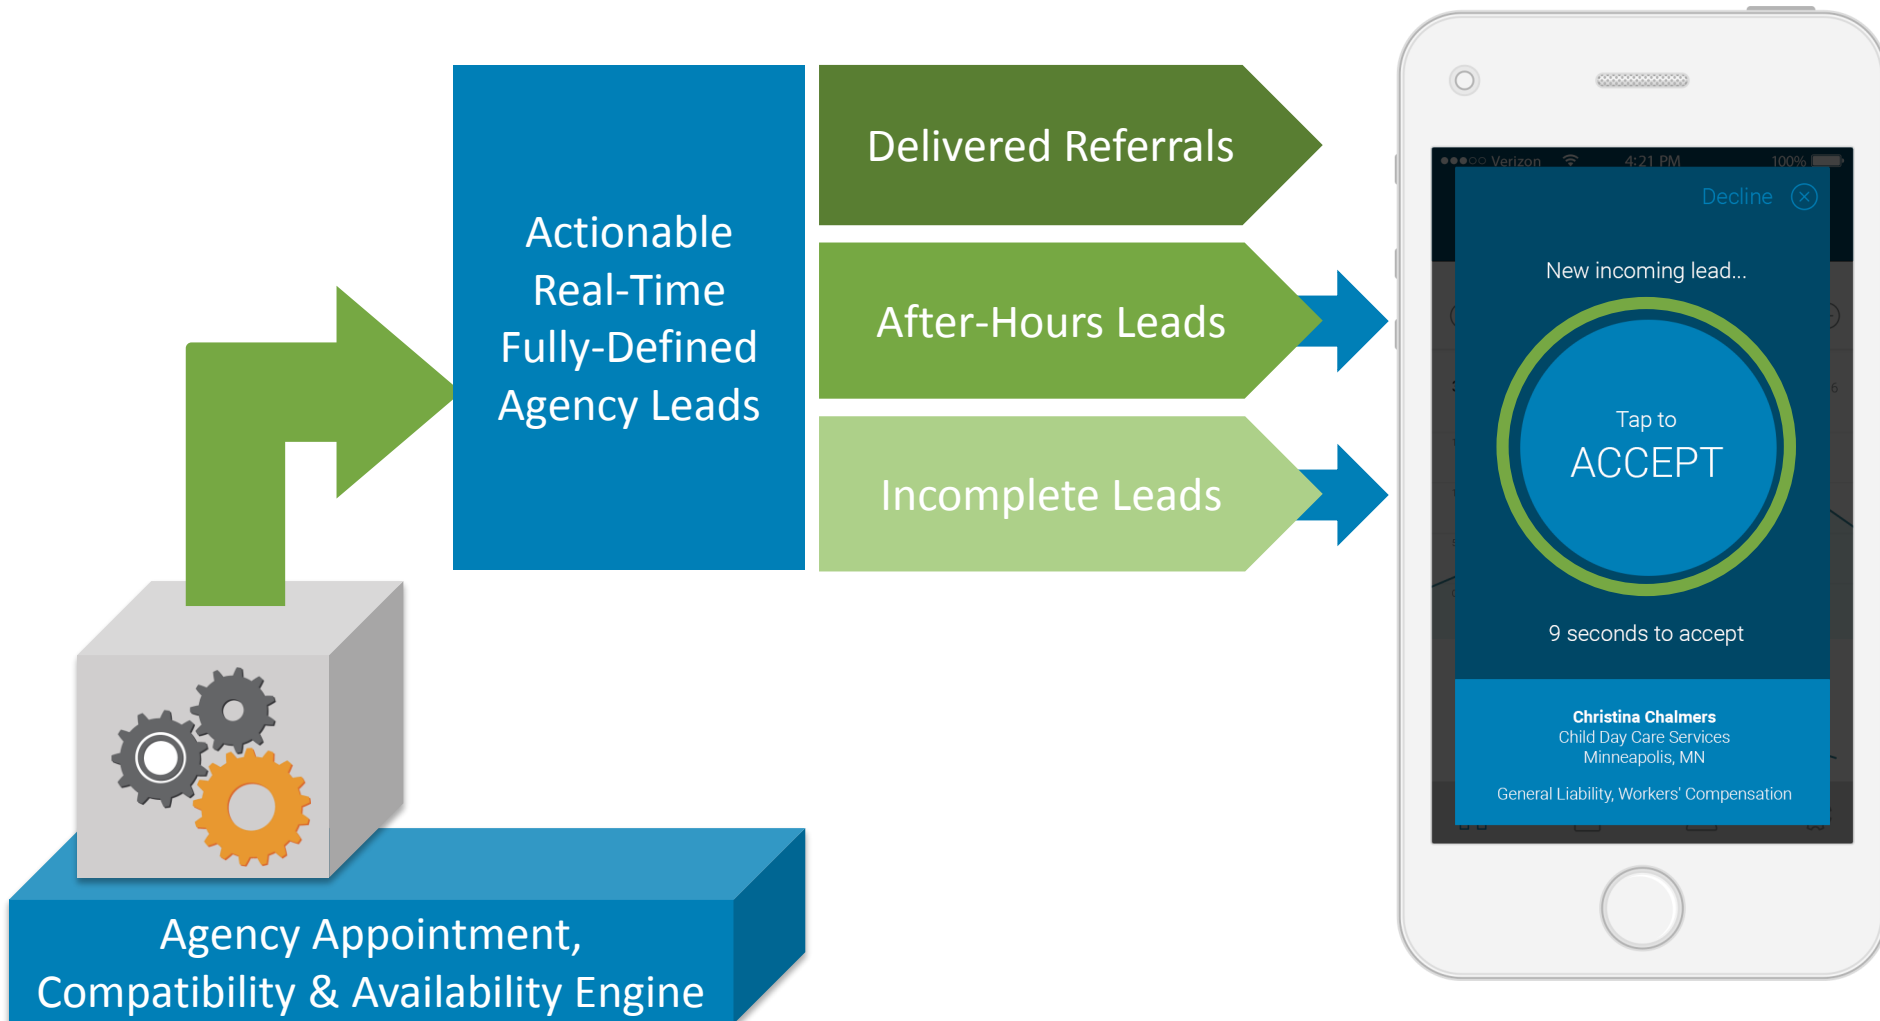 Actionable
Real-Time
Fully-Defined
Agency Leads
Delivered Referrals
After-Hours Leads
Incomplete Leads
Agency Appointment,
Compatibility & Availability Engine
Verizon 4:21 PM 100%
Decline
New incoming lead...
Tap to
ACCEPT
9 seconds to accept
Christina Chalmers
Child Day Care Services
Minneapolis, MN
General Liability, Workers' Compensation